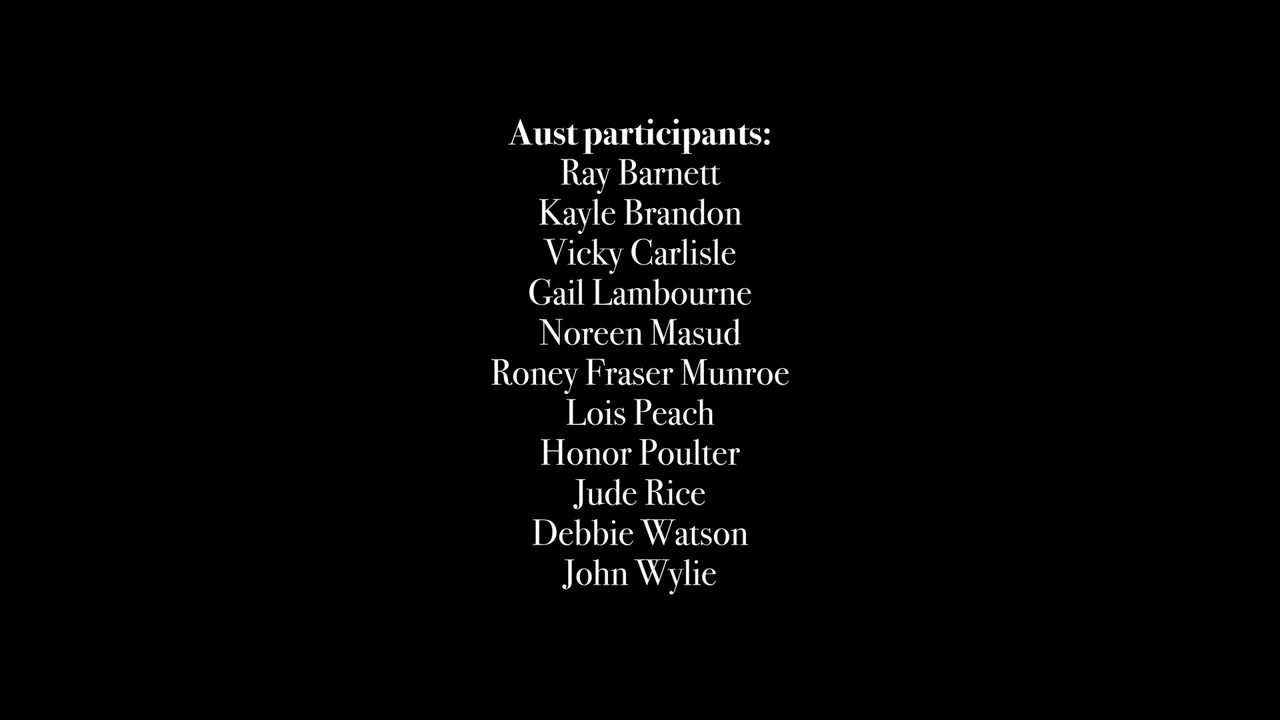 Aust participants:
Ray Barnett
Kayle Brandon
Vicky Carlisle
Gail Lambourne
Noreen Masud
Roney Fraser Munroe
Lois Peach
Honor Poulter
Jude Rice
Debbie Watson
John Wylie